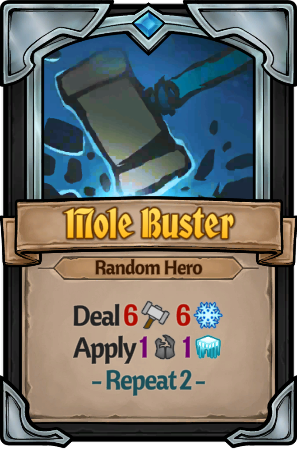 Mole Buster
Random Hero
Deal 6 6
Apply 1 1
- Repeat 2 -